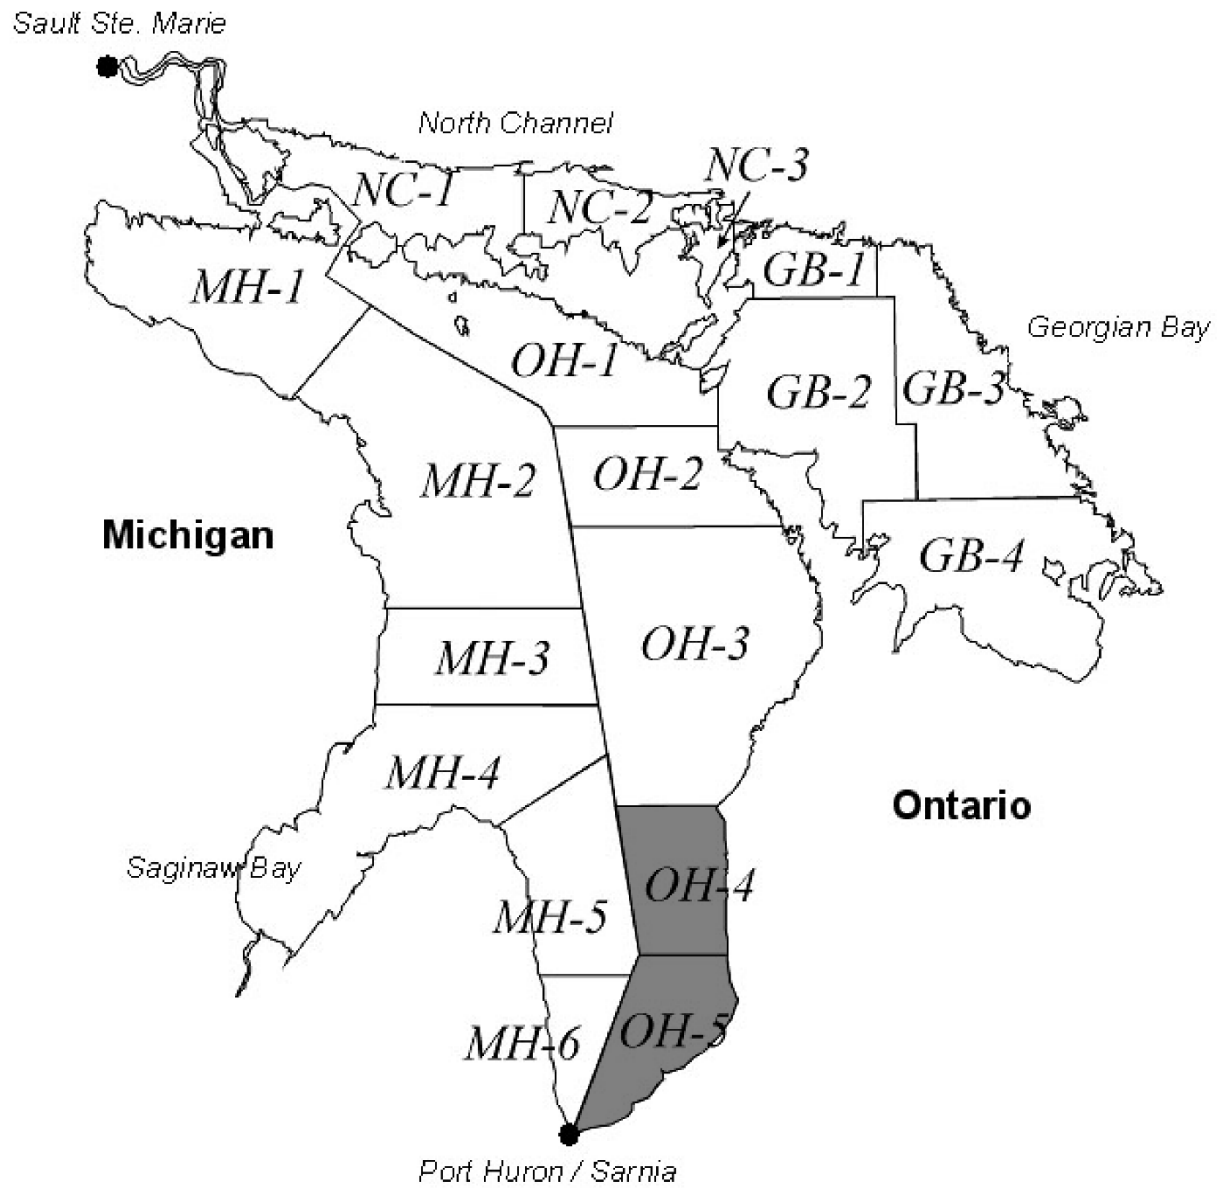 Sault Ste. Marie
North Channel
NC-3
NC-1
NC-2
GB-1
MH-1
Georgian Bay
OH-1
GB-2
GB-3
MH-2
OH-2
Michigan
GB-4
OH-3
MH-3
MH-4
Ontario
Saginaw Bay
OH-4
MH-5
OH-5
MH-6
Port Huron / Sarnia